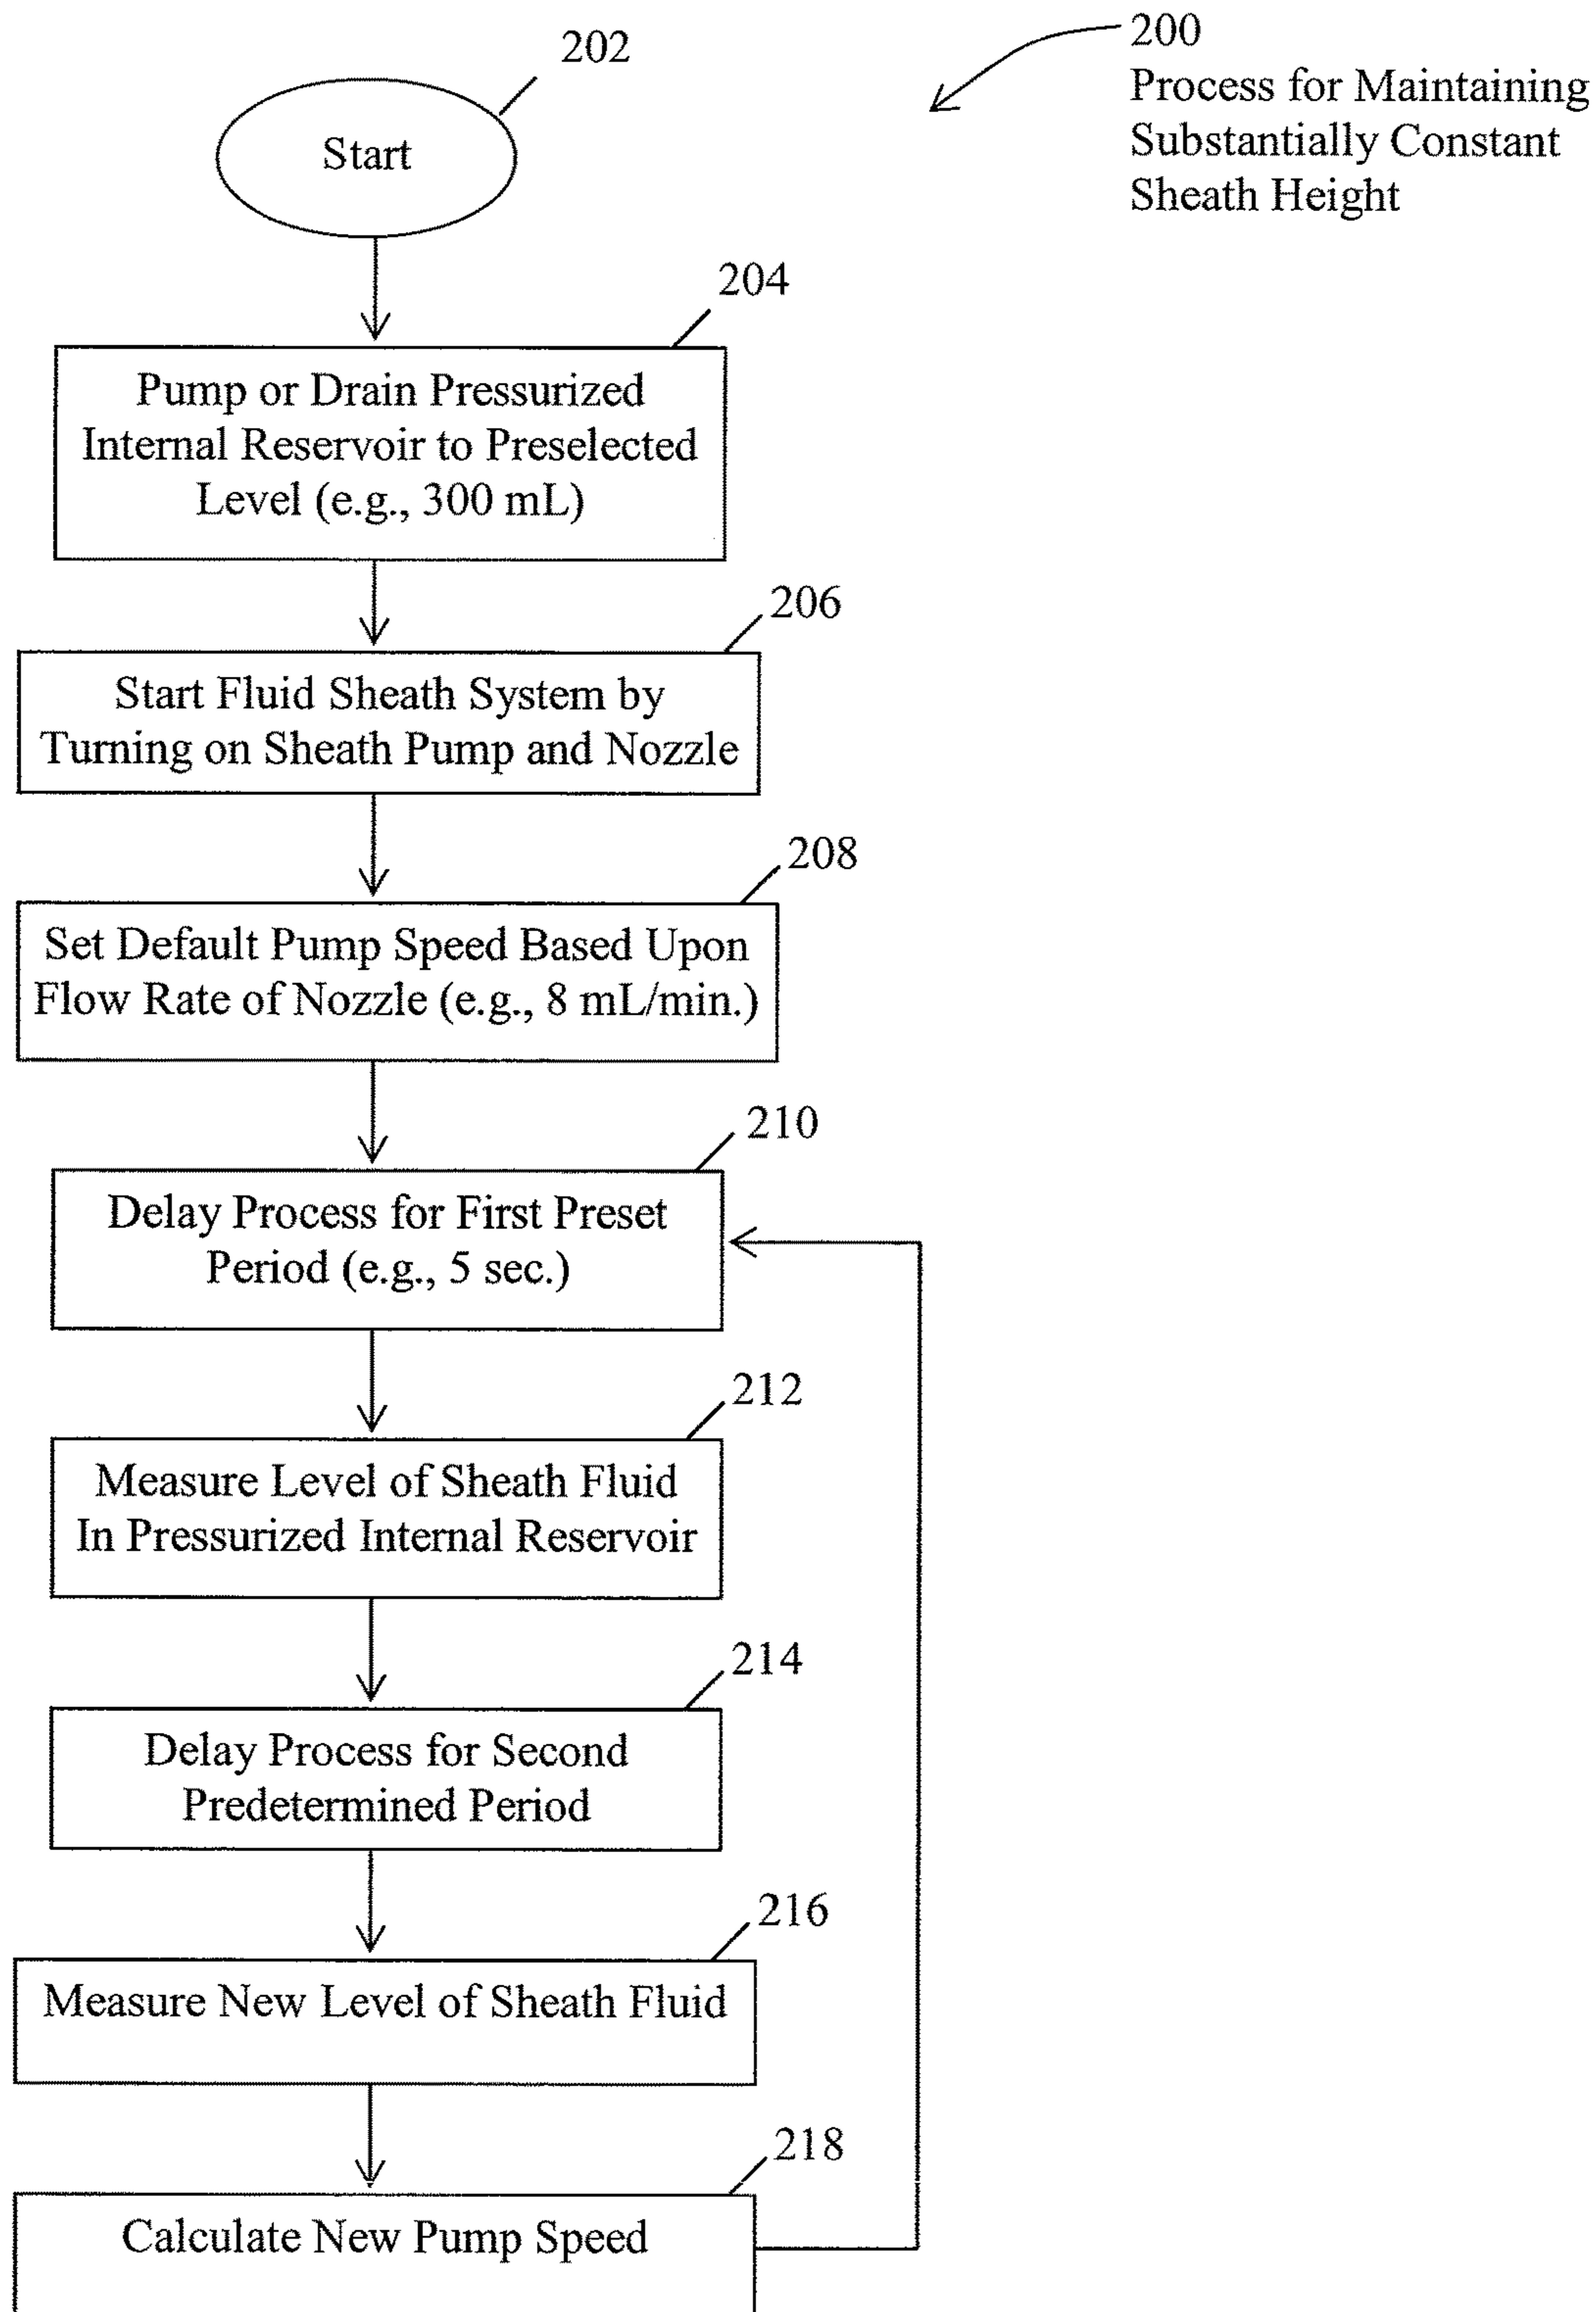 202
Start
200
Process for Maintaining
Substantially Constant
Sheath Height
204
Pump or Drain Pressurized
Internal Reservoir to Preselected
Level (e.g., 300 mL)
206
Start Fluid Sheath System by
Turning on Sheath Pump and Nozzle
208
Set Default Pump Speed Based Upon
Flow Rate of Nozzle (e.g., 8 mL/min.)
210
Delay Process for First Preset
Period (e.g., 5 sec.)
212
Measure Level of Sheath Fluid
In Pressurized Internal Reservoir
214
Delay Process for Second
Predetermined Period
216
Measure New Level of Sheath Fluid
218
Calculate New Pump Speed